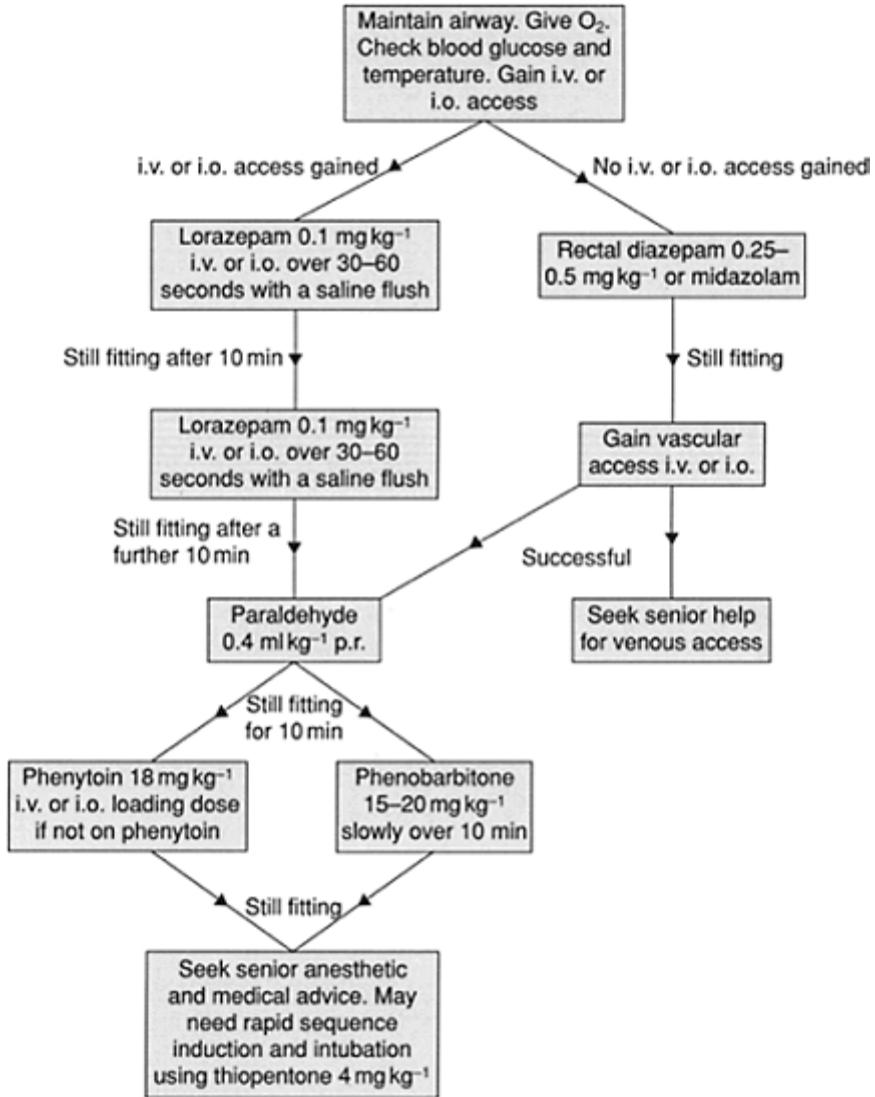 Maintain airway. Give O₂.
Check blood glucose and
temperature. Gain i.v. or
i.o. access
i.v. or i.o. access gained
No i.v. or i.o. access gained
Lorazepam 0.1 mg kg⁻¹
i.v. or i.o. over 30–60
seconds with a saline flush
Rectal diazepam 0.25–
0.5 mg kg⁻¹ or midazolam
Still fitting after 10 min
Still fitting
Lorazepam 0.1 mg kg⁻¹
i.v. or i.o. over 30–60
seconds with a saline flush
Gain vascular
access i.v. or i.o.
Still fitting after a
further 10 min
Successful
Paraldehyde
0.4 ml kg⁻¹ p.r.
Seek senior help
for venous access
Still fitting
for 10 min
Phenytoin 18 mg kg⁻¹
i.v. or i.o. loading dose
if not on phenytoin
Phenobarbitone
15–20 mg kg⁻¹
slowly over 10 min
Still fitting
Seek senior anesthetic
and medical advice. May
need rapid sequence
induction and intubation
using thiopentone 4 mg kg⁻¹